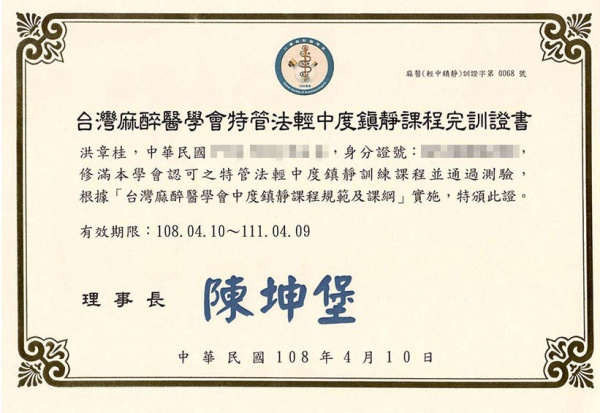 麻醫(輕中鎮靜)訓證字第 0068 號
台灣麻醉醫學會特管法輕中度鎮靜課程完訓證書
洪章桂，中華民國，身分證號：，
修滿本學會認可之特管法輕中度鎮靜訓練課程並通過測驗，
根據「台灣麻醉醫學會中度鎮靜課程規範及課綱」實施，特頒此證。
有效期限：108.04.10～111.04.09
理事長 陳坤堡
中華民國108年4月10日